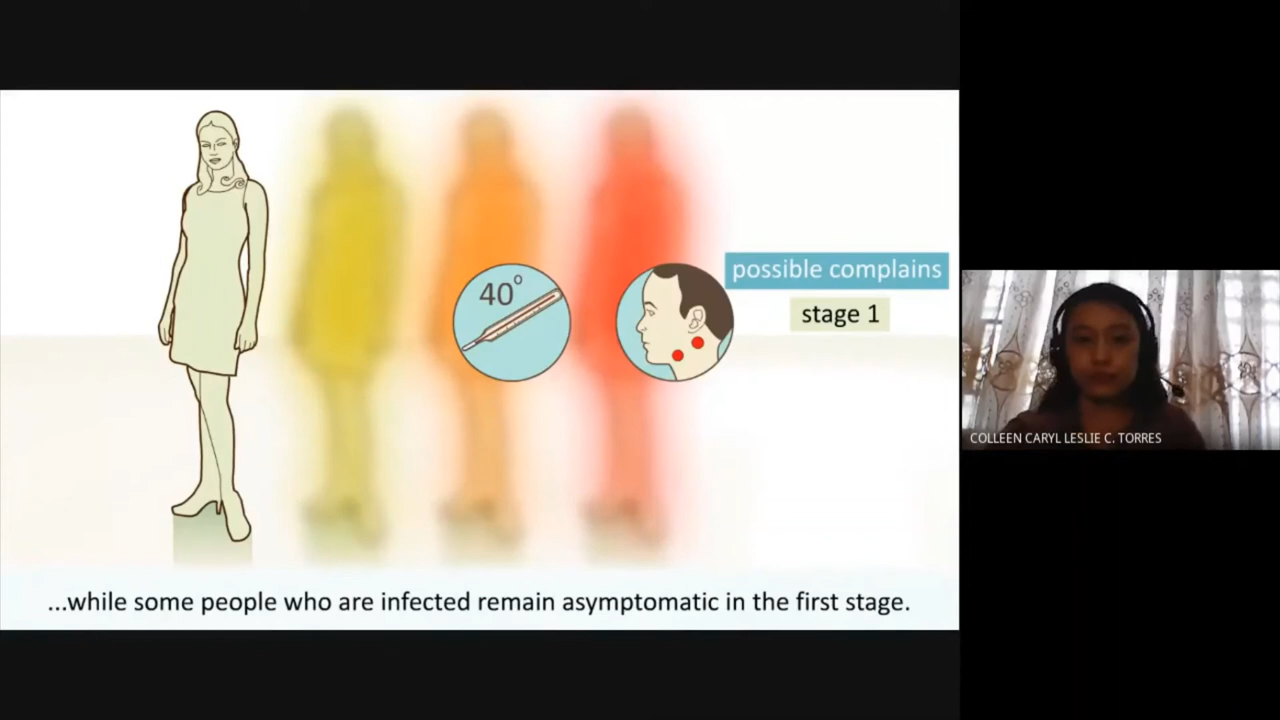 40°
possible complains
stage 1
COLLEEN CARYL LESLIE C. TORRES
...while some people who are infected remain asymptomatic in the first stage.